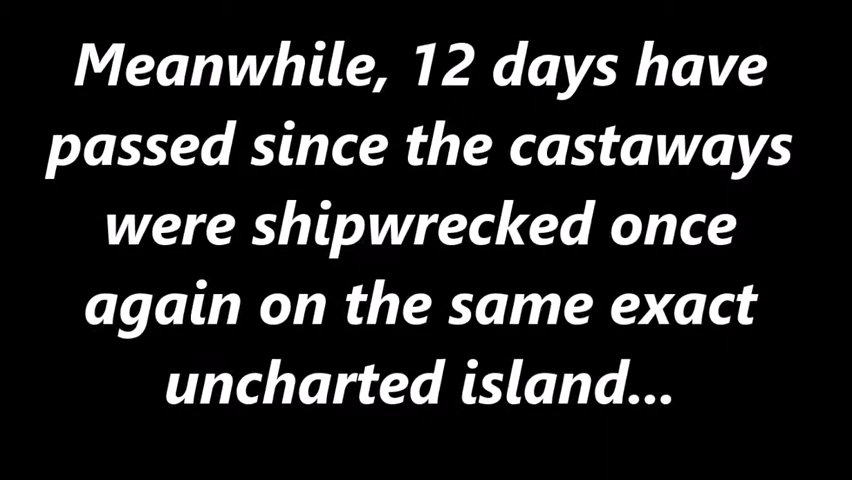 Meanwhile, 12 days have
passed since the castaways
were shipwrecked once
again on the same exact
uncharted island...